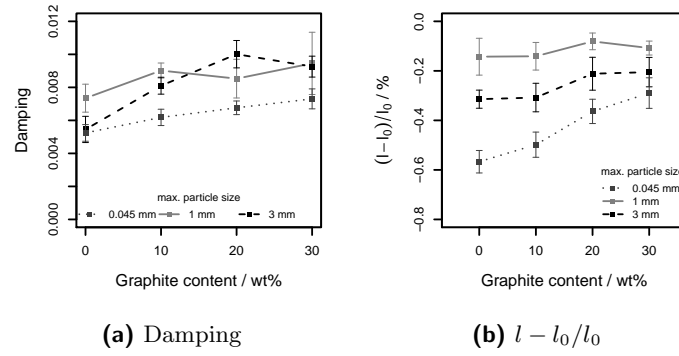 0.012
0.008
0.004
0.000
Damping
max. particle size
0.045 mm
1 mm
3 mm
0 10 20 30
Graphite content / wt%
(a) Damping
0.0
−0.2
−0.4
−0.6
−0.8
(l−l0)/l0 / %
max. particle size
0.045 mm
1 mm
3 mm
0 10 20 30
Graphite content / wt%
(b) l − l0/l0